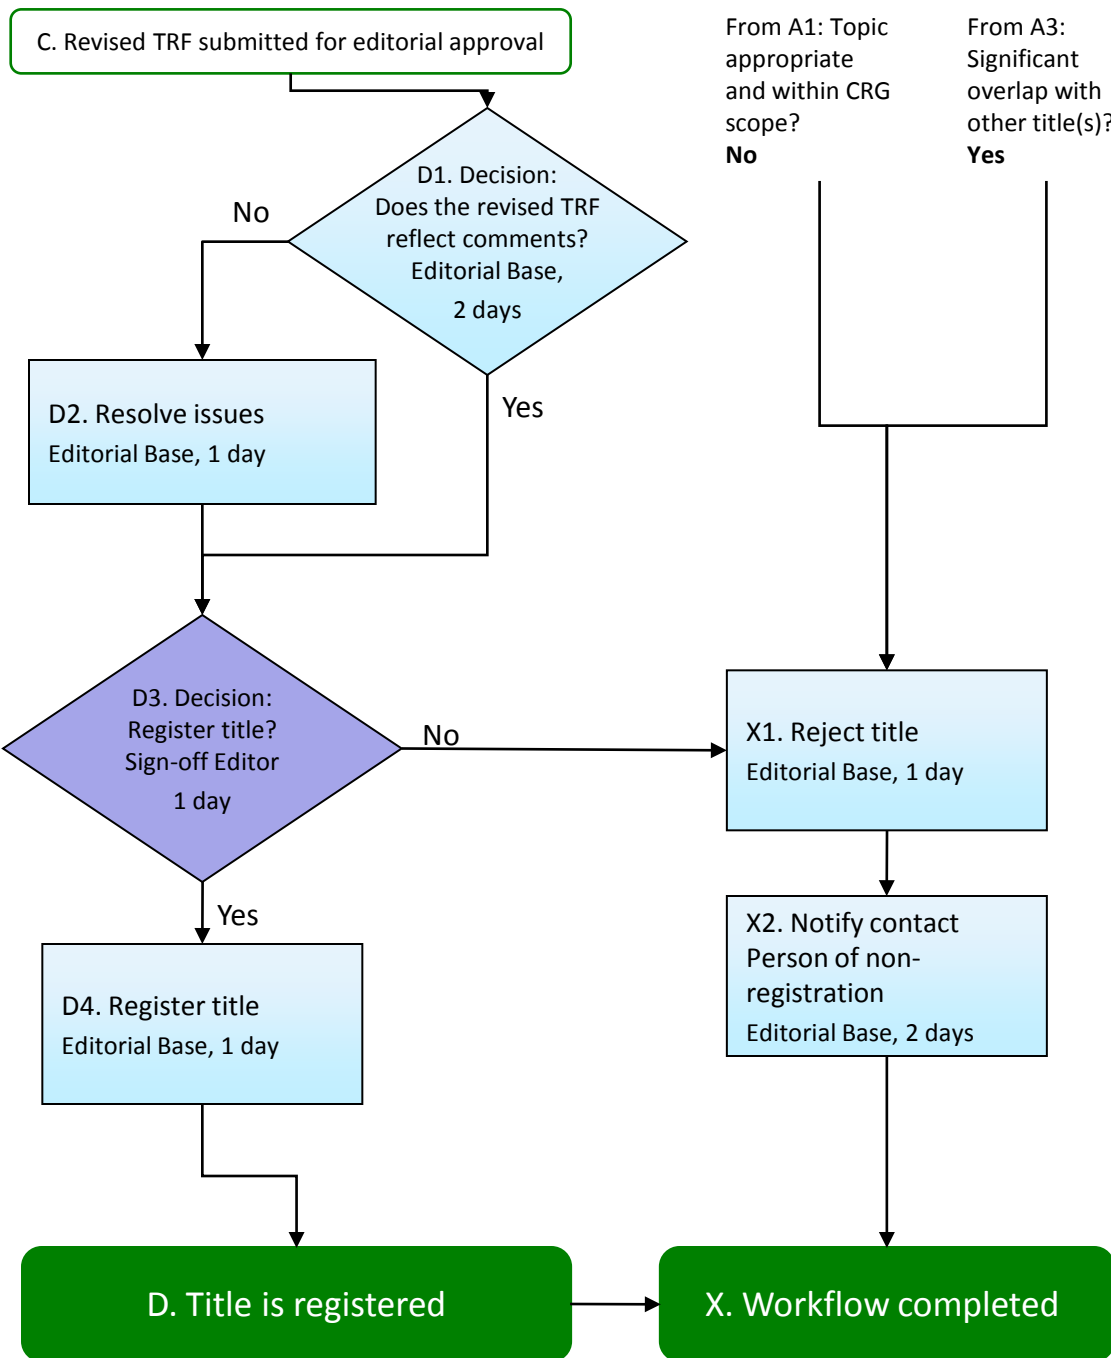 C. Revised TRF submitted for editorial approval
From A1: Topic
appropriate
and within CRG
scope?
No
From A3:
Significant
overlap with
other title(s)?
Yes
D1. Decision:
Does the revised TRF
reflect comments?
Editorial Base,
2 days
No
Yes
D2. Resolve issues
Editorial Base, 1 day
D3. Decision:
Register title?
Sign-off Editor
1 day
No
Yes
X1. Reject title
Editorial Base, 1 day
X2. Notify contact
Person of non-
registration
Editorial Base, 2 days
D4. Register title
Editorial Base, 1 day
D. Title is registered
X. Workflow completed